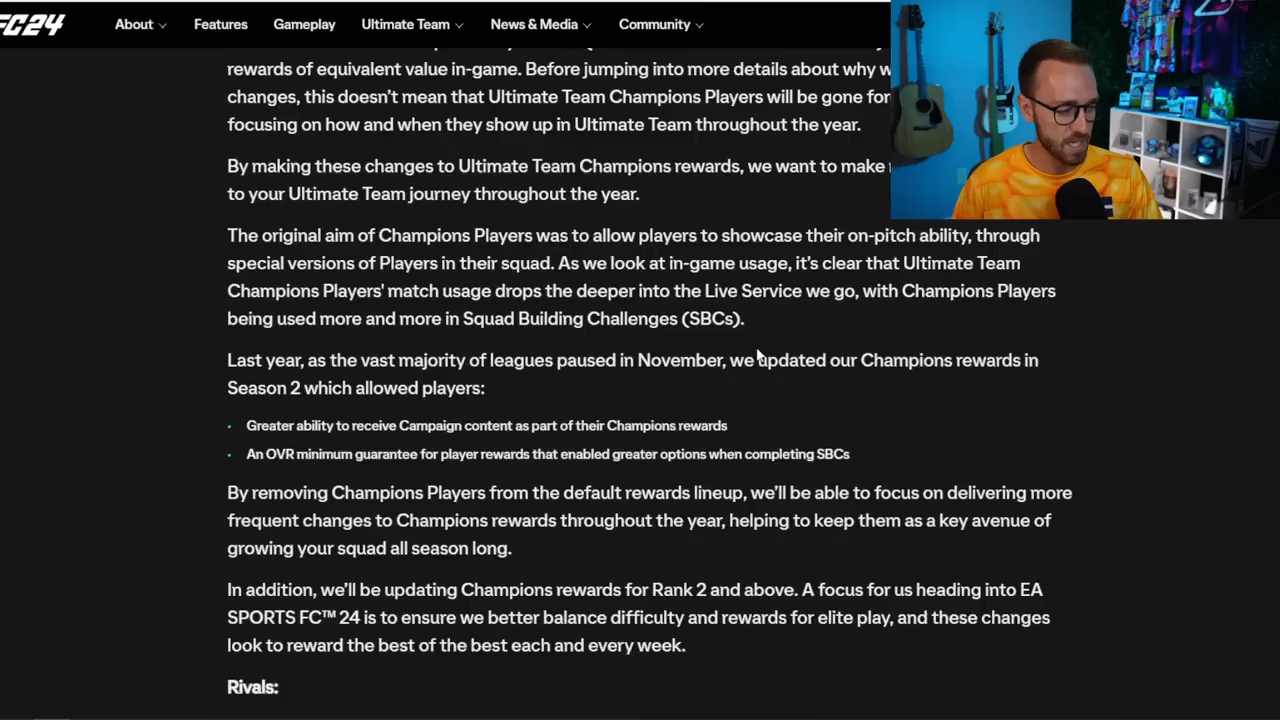 FC24
About
Features
Gameplay
Ultimate Team
News & Media
Community
rewards of equivalent value in-game. Before jumping into more details about why w
changes, this doesn't mean that Ultimate Team Champions Players will be gone for
focusing on how and when they show up in Ultimate Team throughout the year.
By making these changes to Ultimate Team Champions rewards, we want to make
to your Ultimate Team journey throughout the year.
The original aim of Champions Players was to allow players to showcase their on-pitch ability, through
special versions of Players in their squad. As we look at in-game usage, it's clear that Ultimate Team
Champions Players' match usage drops the deeper into the Live Service we go, with Champions Players
being used more and more in Squad Building Challenges (SBCs).
Last year, as the vast majority of leagues paused in November, we updated our Champions rewards in
Season 2 which allowed players:
• Greater ability to receive Campaign content as part of their Champions rewards
• An OVR minimum guarantee for player rewards that enabled greater options when completing SBCs
By removing Champions Players from the default rewards lineup, we'll be able to focus on delivering more
frequent changes to Champions rewards throughout the year, helping to keep them as a key avenue of
growing your squad all season long.
In addition, we'll be updating Champions rewards for Rank 2 and above. A focus for us heading into EA
SPORTS FC™ 24 is to ensure we better balance difficulty and rewards for elite play, and these changes
look to reward the best of the best each and every week.
Rivals: